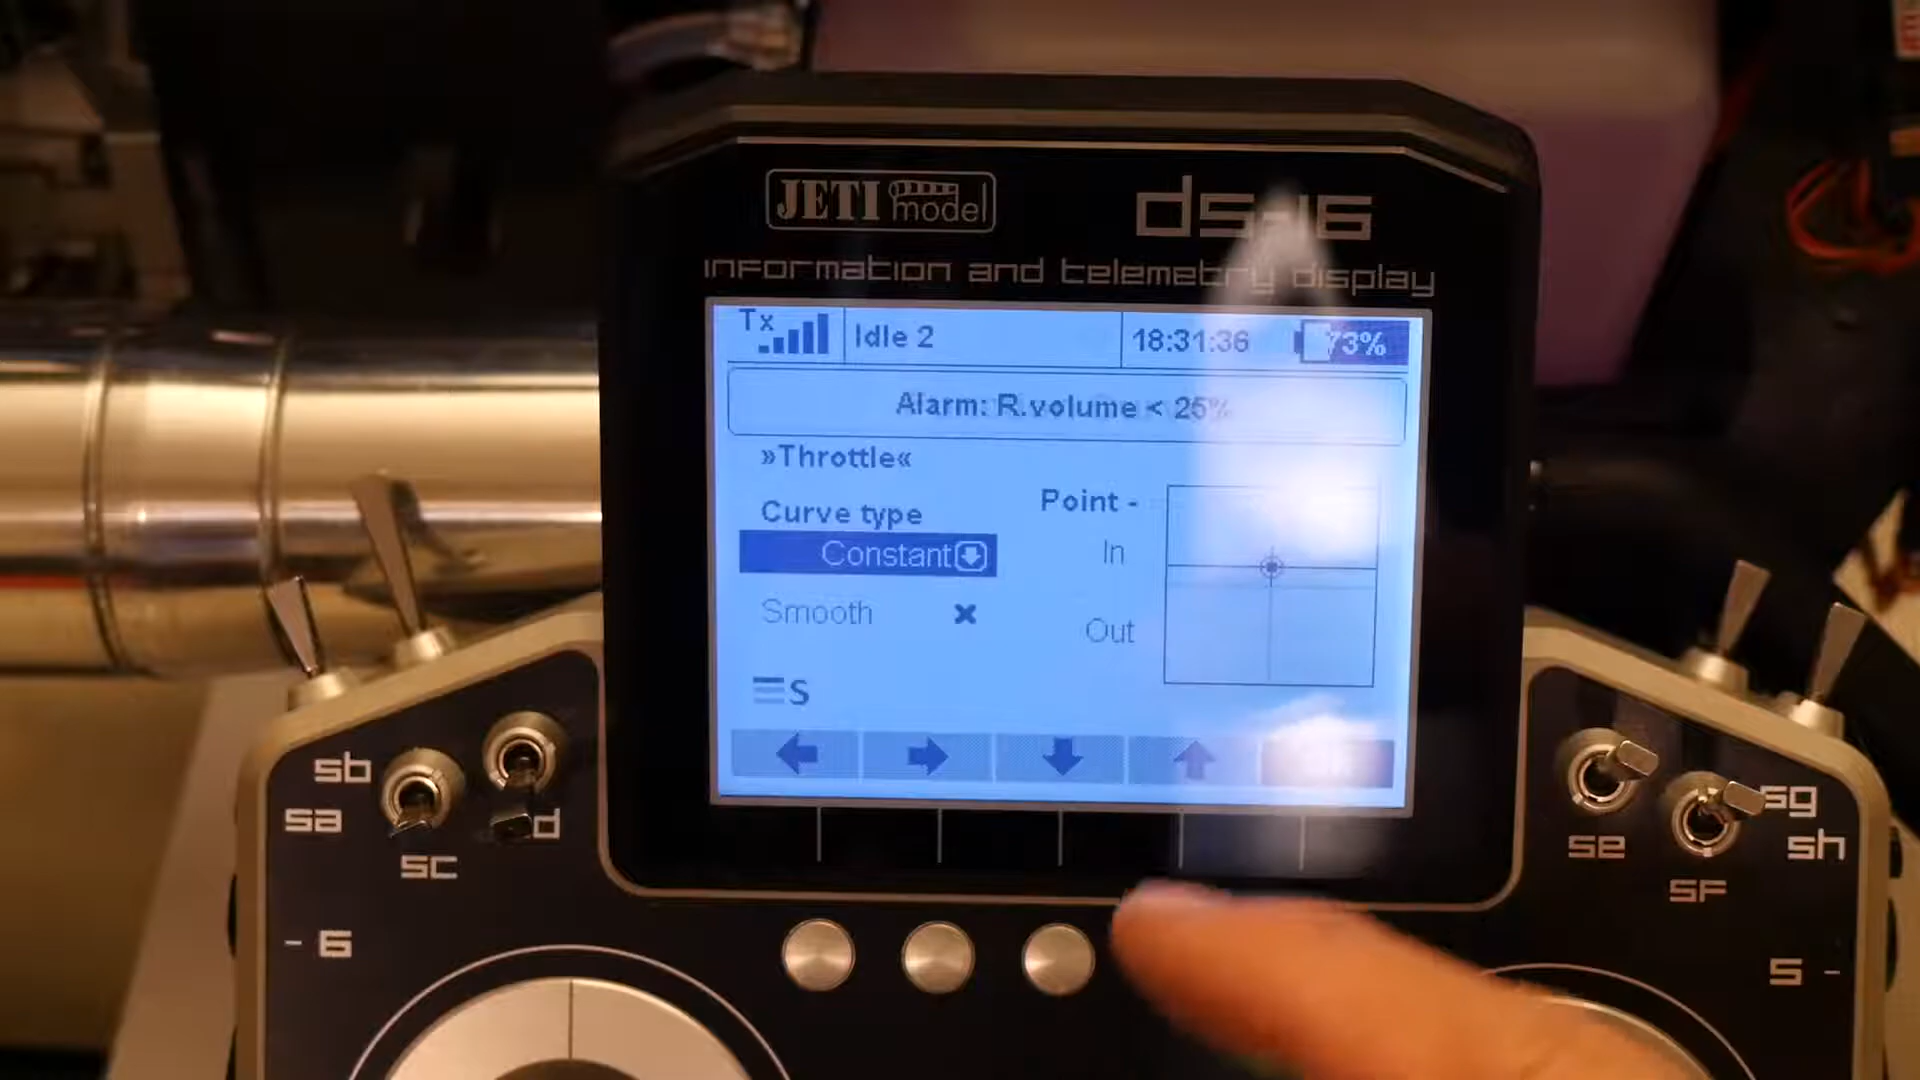 JETI model
ds-16
information and telemetry display
Tx
Idle 2
18:31:36
73%
Alarm: R.volume < 25%
»Throttle«
Curve type
Constant
Smooth
Point -
In
Out
S
sb
sa
sc
d
- 6
se
sg
sh
SF
5 -